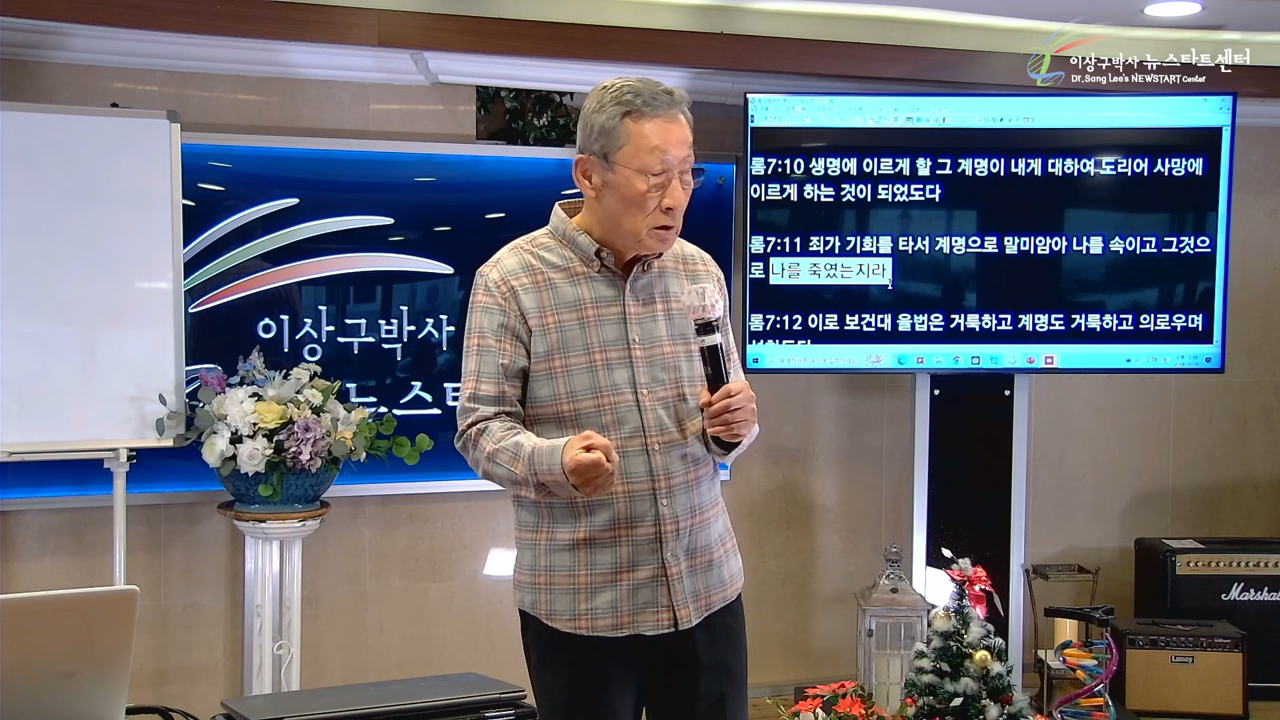 이상구박사 뉴스타트센터
Dr. Sang Lee's NEWSTART Center
롬7:10 생명에 이르게 할 그 계명이 내게 대하여 도리어 사망에
이르게 하는 것이 되었도다
롬7:11 죄가 기회를 타서 계명으로 말미암아 나를 속이고 그것으
로 나를 죽였는지라
롬7:12 이로 보건대 율법은 거룩하고 계명도 거룩하고 의로우며
이상구박사
뉴스타
Marshall
Laney